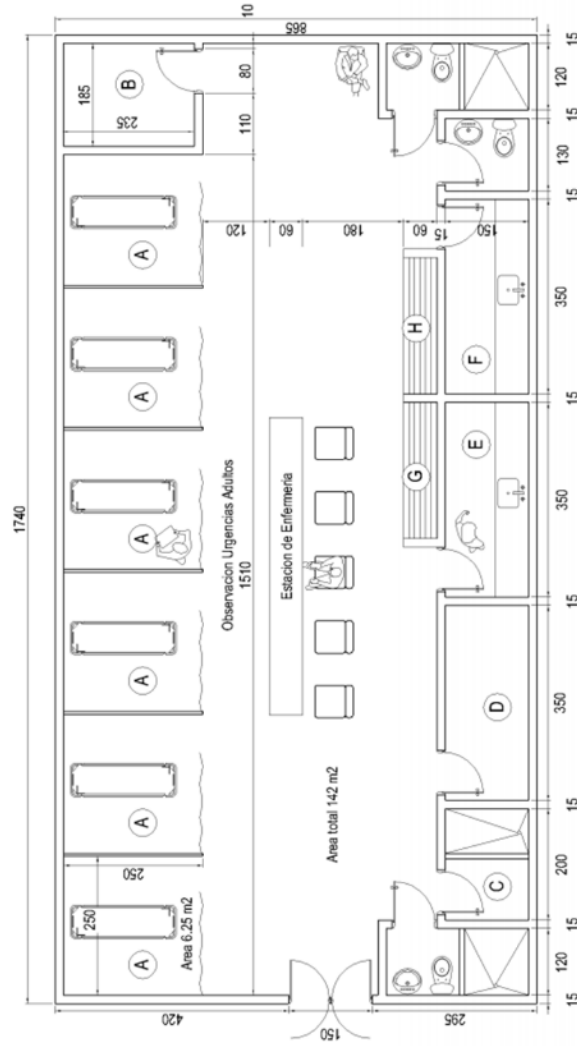 1740
865
10
420
150
295
185
235
B
80
110
A
A
A
A
A
A
250
250
Area 6.25 m2
Observacion Urgencias Adultos
1510
120
60
180
60
15
150
Estacion de Enfermeria
Area total 142 m2
G
H
C
D
E
F
15
120
15
200
15
350
15
350
15
350
15
130
15
120
15